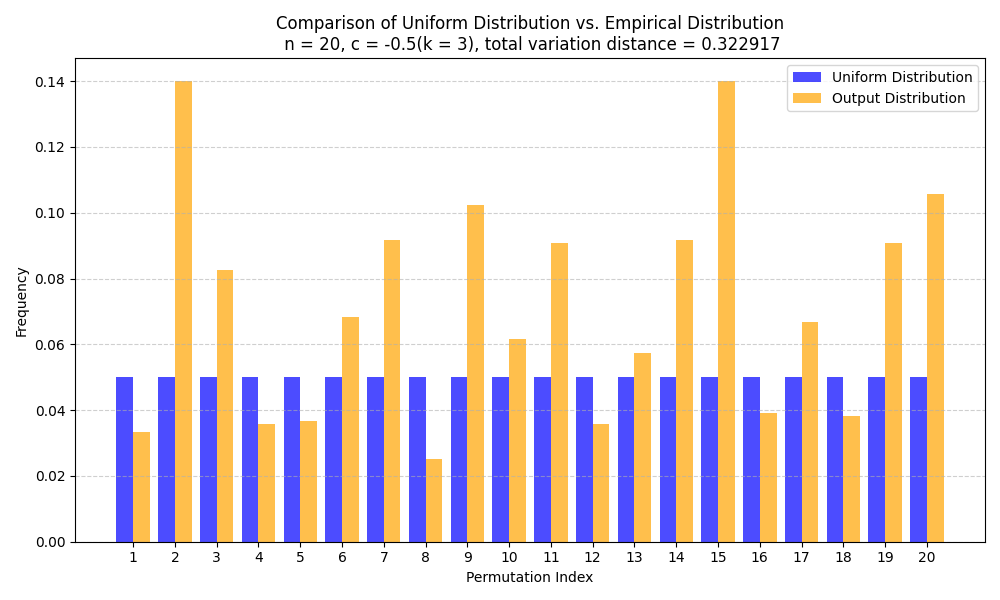 Comparison of Uniform Distribution vs. Empirical Distribution
n = 20, c = -0.5(k = 3), total variation distance = 0.322917
Uniform Distribution
Output Distribution
Frequency
0.14
0.12
0.10
0.08
0.06
0.04
0.02
0.00
1 2 3 4 5 6 7 8 9 10 11 12 13 14 15 16 17 18 19 20
Permutation Index